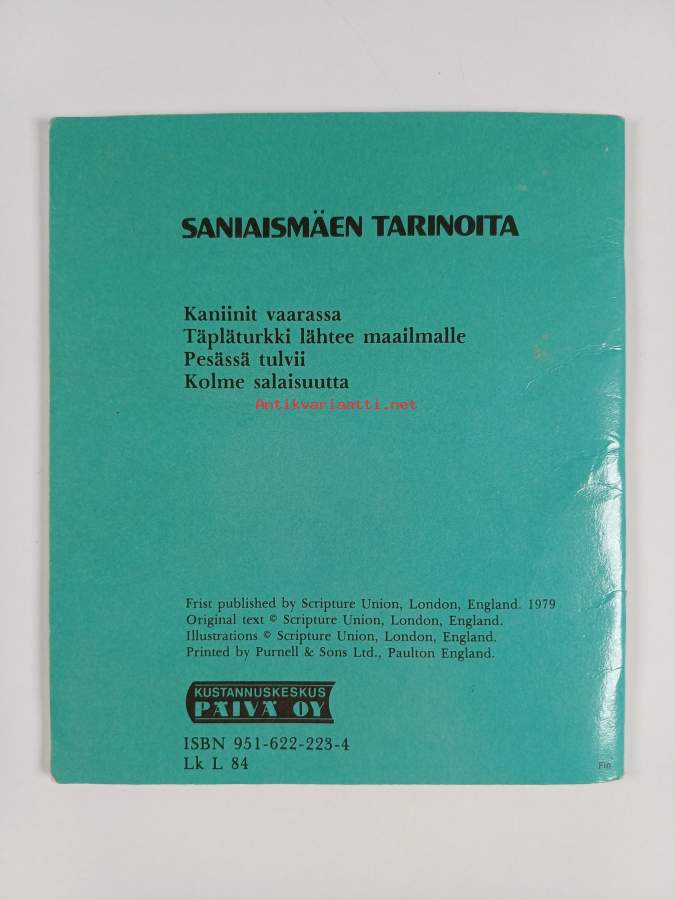 SANIAISMÄEN TARINOITA
Kaniinit vaarassa
Täpläturkki lähtee maailmalle
Pesässä tulvii
Kolme salaisuutta
Antikvariaatti.net
Frist published by Scripture Union, London, England. 1979
Original text © Scripture Union, London, England.
Illustrations © Scripture Union, London, England.
Printed by Purnell & Sons Ltd., Paulton England.
KUSTANNUSKESKUS
PÄIVÄ OY
ISBN 951-622-223-4
Lk L 84
Fin